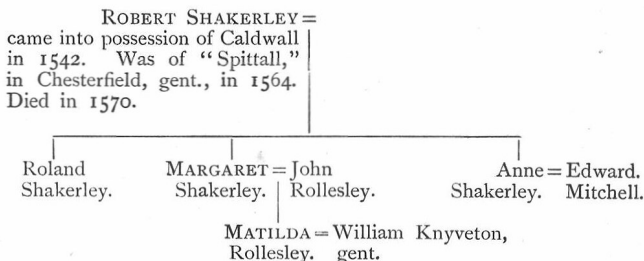 ROBERT SHAKERLEY =
came into possession of Caldwall
in 1542. Was of "Spittall,"
in Chesterfield, gent., in 1564.
Died in 1570.
Roland MARGARET = John Anne = Edward.
Shakerley. Shakerley. Rollesley. Shakerley. Mitchell.
MATILDA = William Knyveton,
Rollesley. gent.